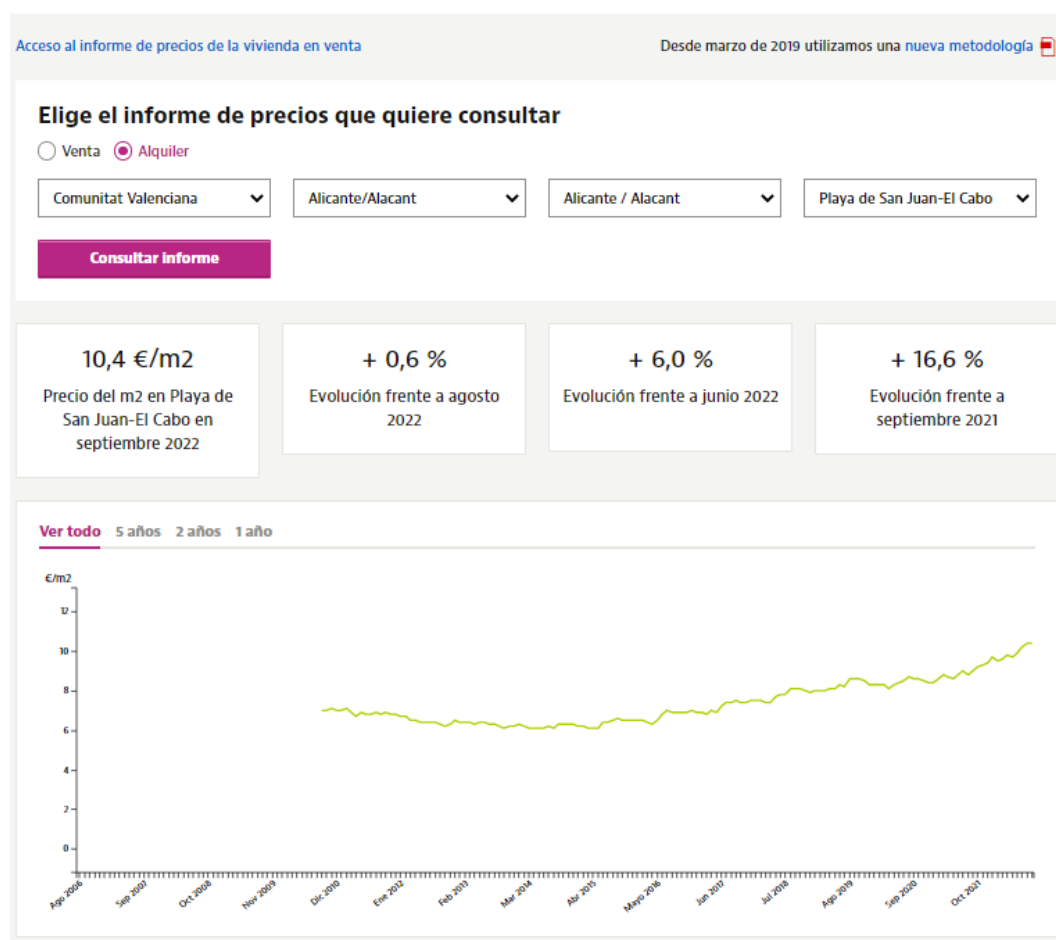 Acceso al informe de precios de la vivienda en venta
Desde marzo de 2019 utilizamos una nueva metodología
Elige el informe de precios que quiere consultar
Venta Alquiler
Comunitat Valenciana
Alicante/Alacant
Alicante / Alacant
Playa de San Juan-El Cabo
Consultar informe
10,4 €/m2
Precio del m2 en Playa de
San Juan-El Cabo en
septiembre 2022
+ 0,6 %
Evolución frente a agosto
2022
+ 6,0 %
Evolución frente a junio 2022
+ 16,6 %
Evolución frente a
septiembre 2021
Ver todo 5 años 2 años 1 año
€/m2
12
10
8
6
4
2
0
Ago 2006
Sep 2007
Oct 2008
Nov 2009
Dic 2010
Ene 2012
Feb 2013
Mar 2014
Abr 2015
Mayo 2016
Jun 2017
Jul 2018
Ago 2019
Sep 2020
Oct 2021